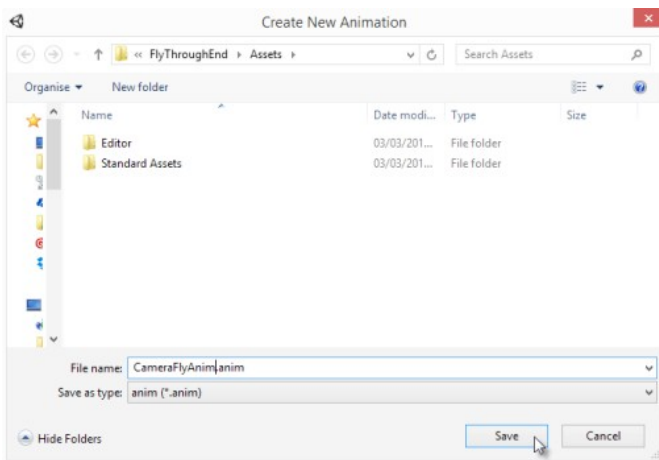 Create New Animation
« FlyThroughEnd Assets Search Assets
Organise New folder
Name Date modi... Type Size
Editor 03/03/201... File folder
Standard Assets 03/03/201... File folder
File name: CameraFlyAnim.anim
Save as type: anim (*.anim)
Hide Folders Save Cancel